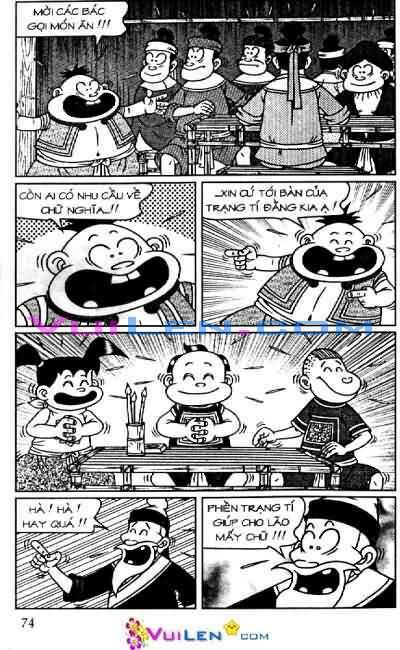 MỜI CÁC BÁC
GỌI MÓN ĂN !!!
CÒN AI CÓ NHU CẦU VỀ
CHỮ NGHĨA...!!
...XIN CỨ TỚI BÀN CỦA
TRẠNG TÍ ĐẰNG KIA Ạ !
VuiLen.com
HÀ ! HÀ !
HAY QUÁ !!
PHIỀN TRẠNG TÍ
GIÚP CHO LÃO
MẤY CHỮ !!!
74
VuiLen.com